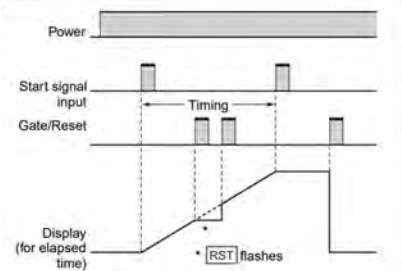 Power
Start signal
input
Timing
Gate/Reset
Display
(for elapsed
time)
*
* RST flashes